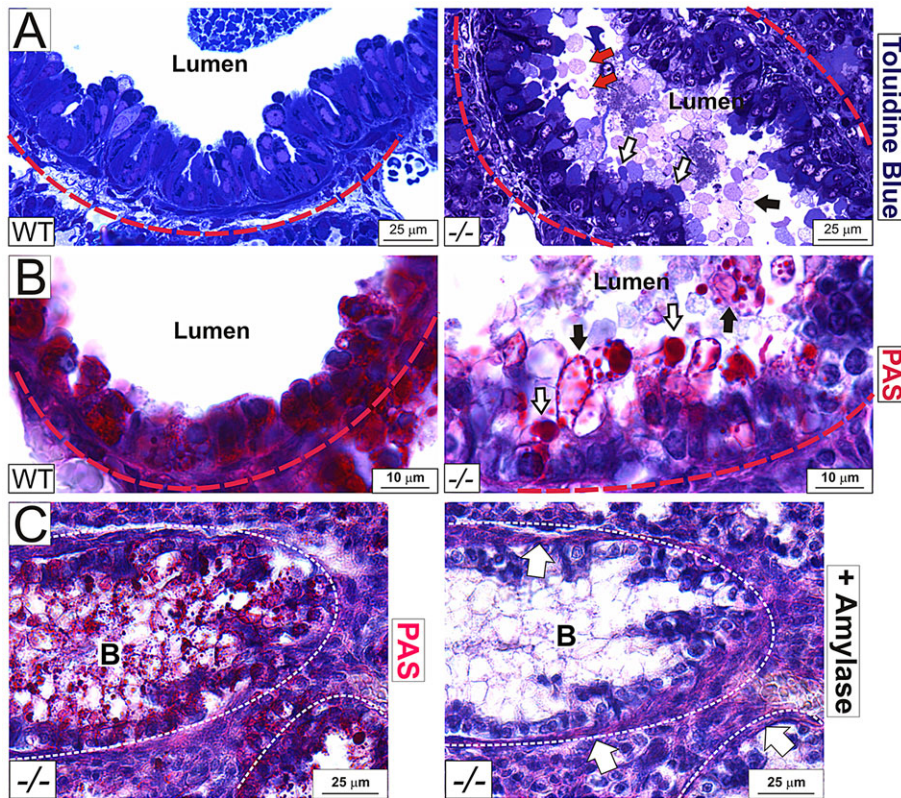 A
Lumen
WT
25 μm
Lumen
-/-
25 μm
Toluidine Blue
B
Lumen
WT
10 μm
Lumen
-/-
10 μm
PAS
C
B
-/-
25 μm
PAS
B
-/-
25 μm
+ Amylase